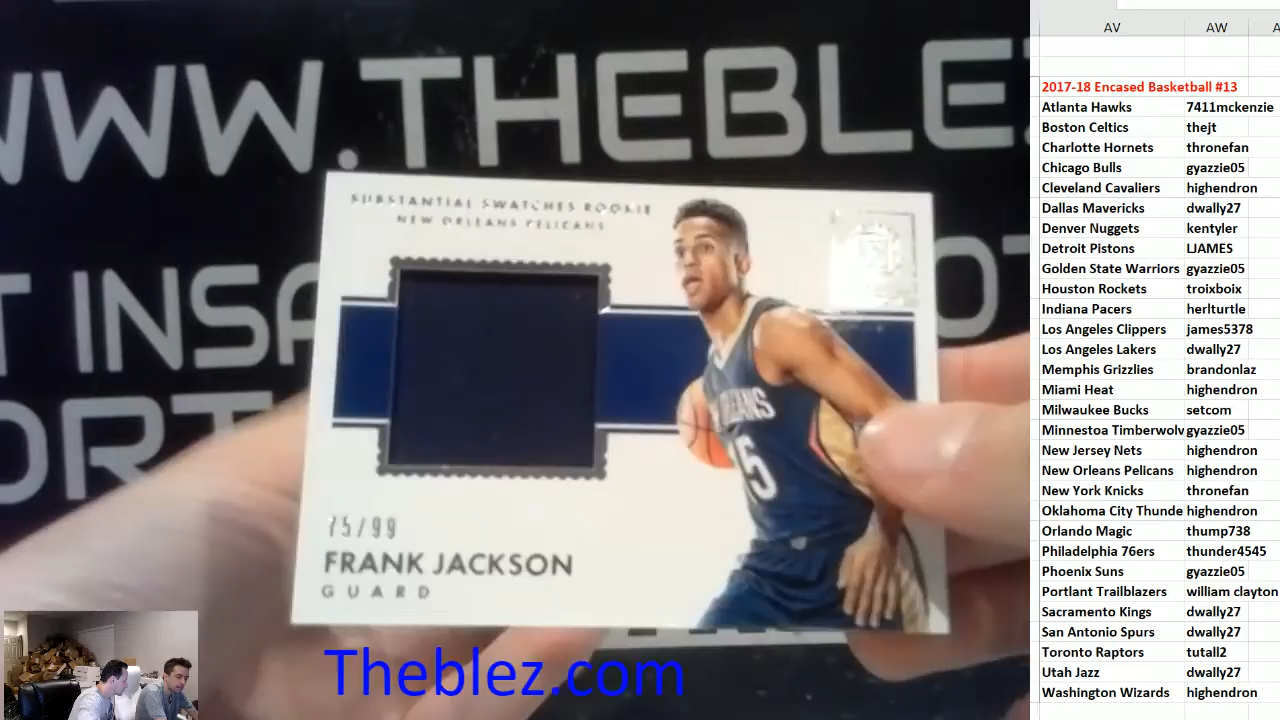 WWW.THEBLEZ
T INSA
OT
ORT
SUBSTANTIAL SWATCHES ROOKIE
NEW ORLEANS PELICANS
LEANS
15
75/99
FRANK JACKSON
GUARD
Theblez.com
AV AW A
2017-18 Encased Basketball #13
Atlanta Hawks 7411mckenzie
Boston Celtics thejt
Charlotte Hornets thronefan
Chicago Bulls gyazzie05
Cleveland Cavaliers highendron
Dallas Mavericks dwally27
Denver Nuggets kentyler
Detroit Pistons LJAMES
Golden State Warriors gyazzie05
Houston Rockets troixboix
Indiana Pacers herlturtle
Los Angeles Clippers james5378
Los Angeles Lakers dwally27
Memphis Grizzlies brandonlaz
Miami Heat highendron
Milwaukee Bucks setcom
Minnestoa Timberwolv gyazzie05
New Jersey Nets highendron
New Orleans Pelicans highendron
New York Knicks thronefan
Oklahoma City Thunde highendron
Orlando Magic thump738
Philadelphia 76ers thunder4545
Phoenix Suns gyazzie05
Portlant Trailblazers william clayton
Sacramento Kings dwally27
San Antonio Spurs dwally27
Toronto Raptors tutall2
Utah Jazz dwally27
Washington Wizards highendron